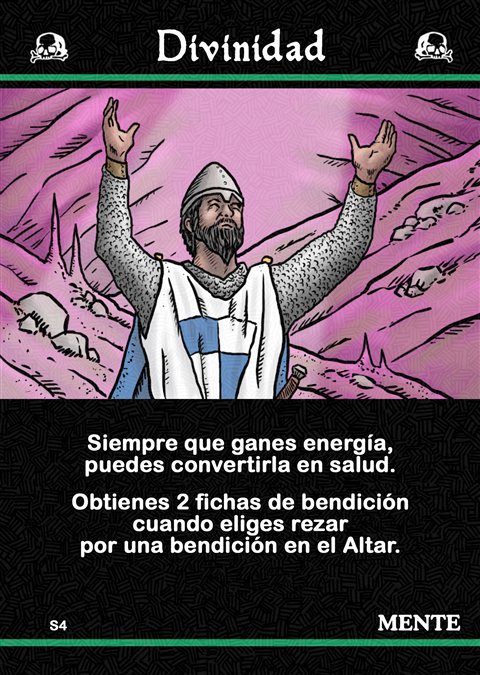 Divinidad
Siempre que ganes energía,
puedes convertirla en salud.
Obtienes 2 fichas de bendición
cuando eliges rezar
por una bendición en el Altar.
S4
MENTE